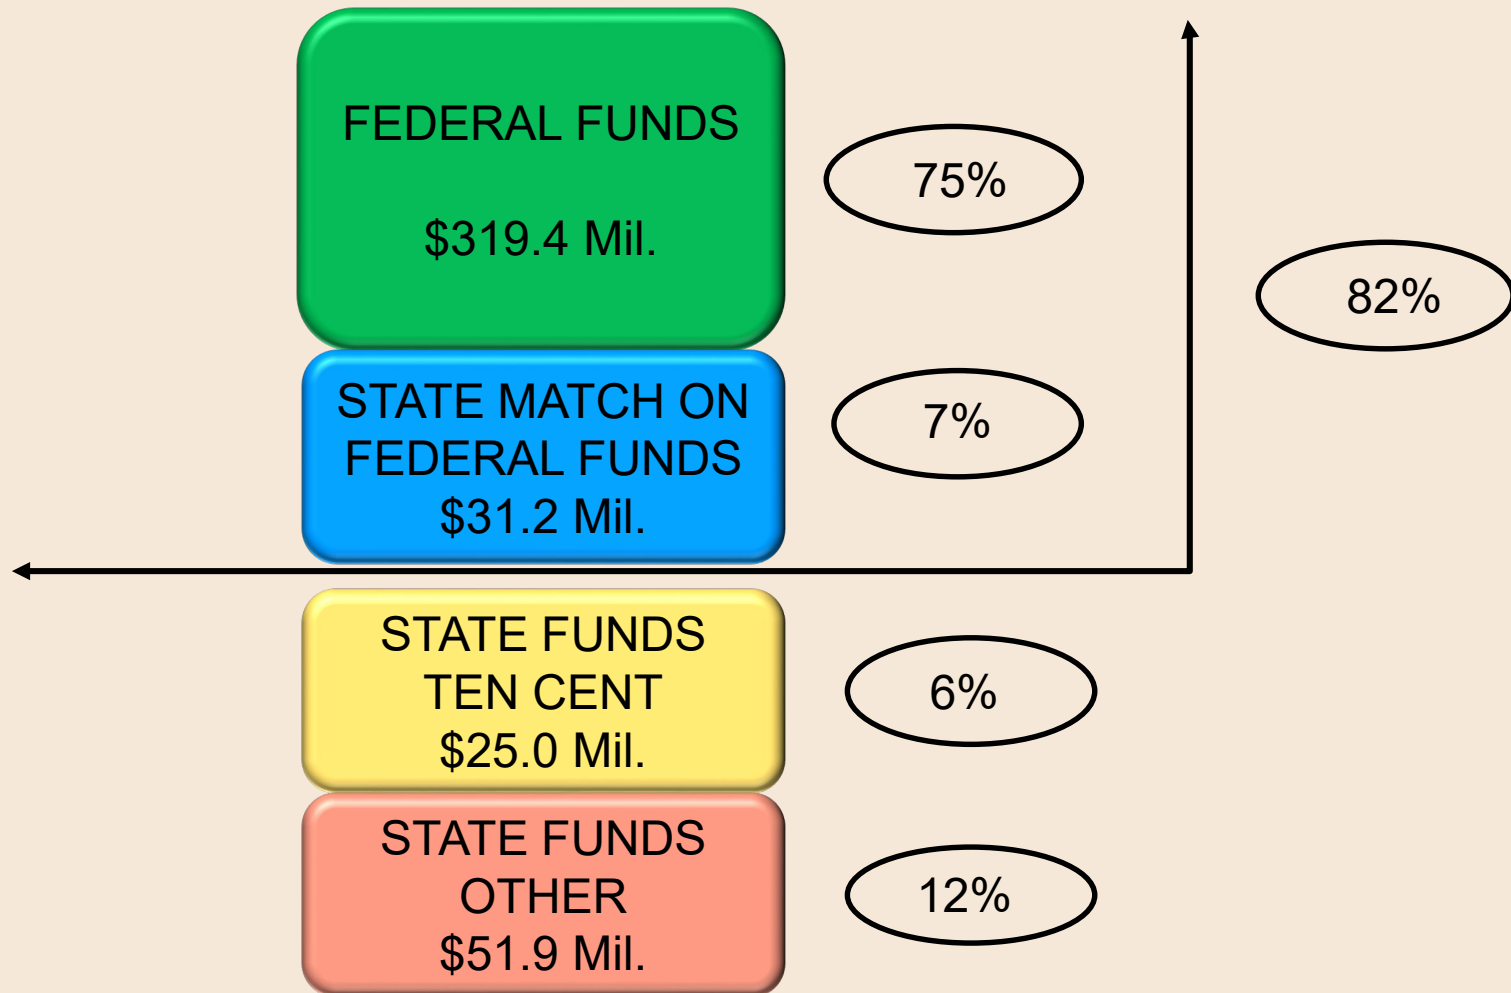 FEDERAL FUNDS
$319.4 Mil.
75%
82%
STATE MATCH ON
FEDERAL FUNDS
$31.2 Mil.
7%
STATE FUNDS
TEN CENT
$25.0 Mil.
6%
STATE FUNDS
OTHER
$51.9 Mil.
12%